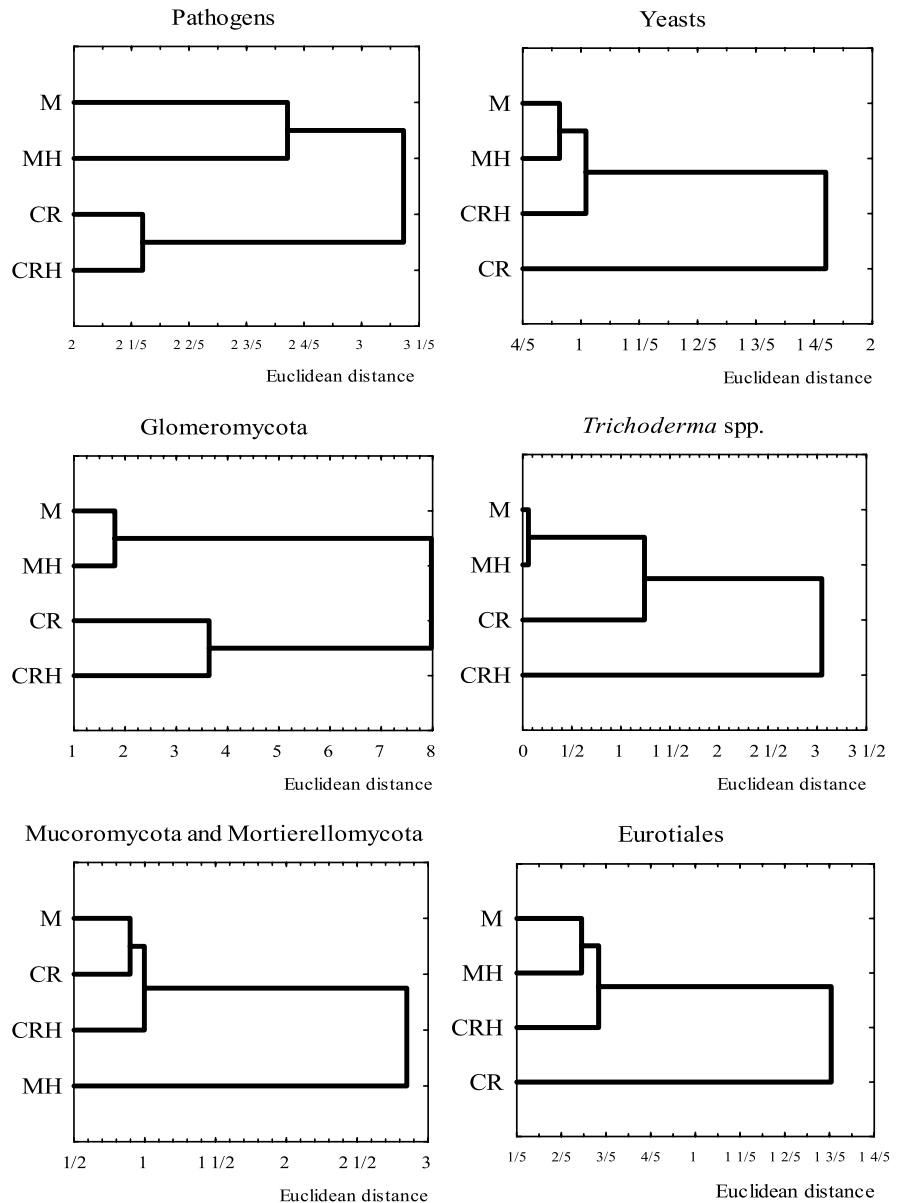 Pathogens
M
MH
CR
CRH
2 2 1/5 2 2/5 2 3/5 2 4/5 3 3 1/5
Euclidean distance
Yeasts
M
MH
CRH
CR
4/5 1 1 1/5 1 2/5 1 3/5 1 4/5 2
Euclidean distance
Glomeromycota
M
MH
CR
CRH
1 2 3 4 5 6 7 8
Euclidean distance
Trichoderma spp.
M
MH
CR
CRH
0 1/2 1 1 1/2 2 2 1/2 3 3 1/2
Euclidean distance
Mucoromycota and Mortierellomycota
M
CR
CRH
MH
1/2 1 1 1/2 2 2 1/2 3
Euclidean distance
Eurotiales
M
MH
CRH
CR
1/5 2/5 3/5 4/5 1 1 1/5 1 2/5 1 3/5 1 4/5
Euclidean distance